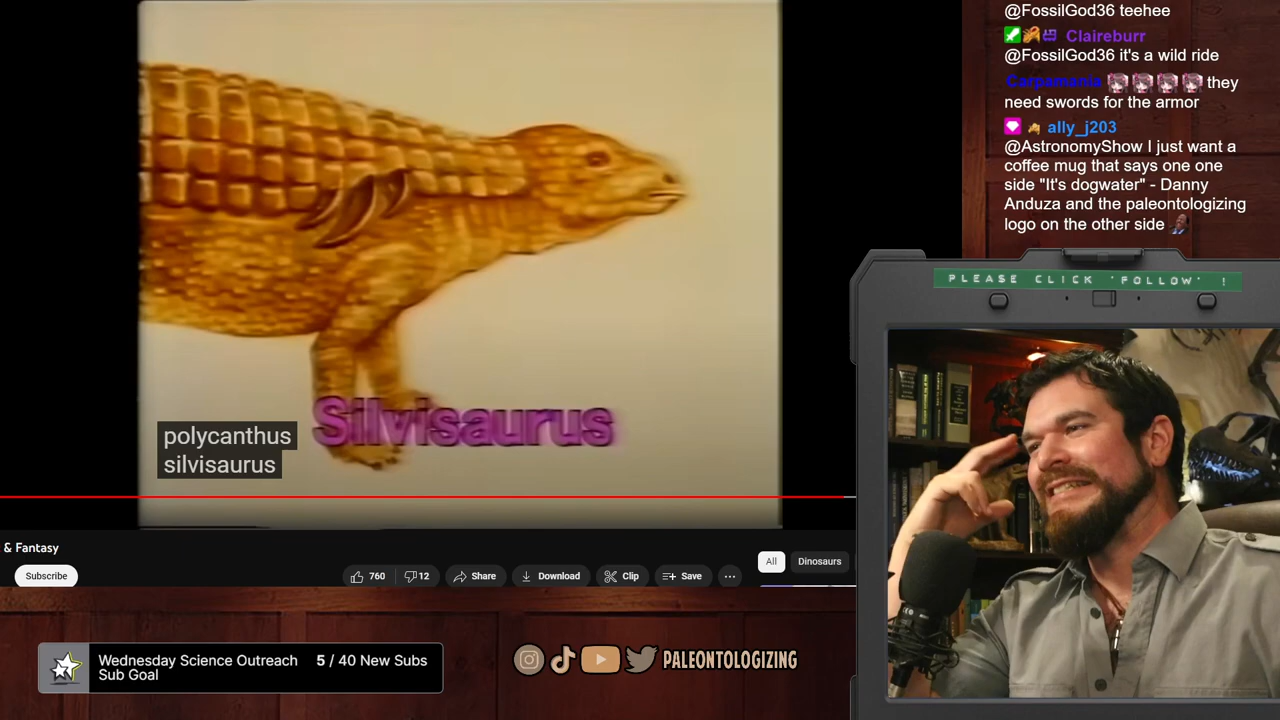 @FossilGod36 teehee
Claireburr
@FossilGod36 it's a wild ride
Carpamania they
need swords for the armor
ally_j203
@AstronomyShow I just want a
coffee mug that says one one
side "It's dogwater" - Danny
Anduza and the paleontologizing
logo on the other side
PLEASE CLICK 'FOLLOW' !
Silvisaurus
polycanthus
silvisaurus
& Fantasy
Subscribe
760
12
Share
Download
Clip
Save
All
Dinosaurs
Wednesday Science Outreach 5 / 40 New Subs
Sub Goal
PALEONTOLOGIZING